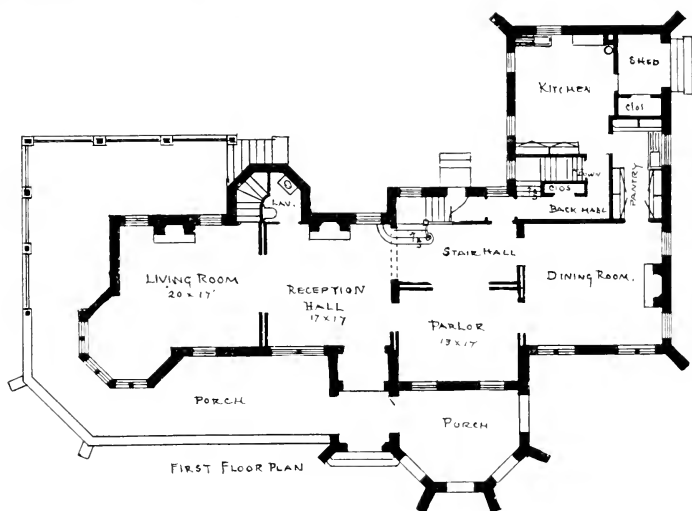 SHED
KITCHEN
CLOS
DOWN
CLOS
PANTRY
LAV.
BACK HALL
STAIR HALL
LIVING ROOM
20 x 17
RECEPTION
HALL
17 x 17
DINING ROOM.
PARLOR
13 x 17
PORCH
PORCH
FIRST FLOOR PLAN